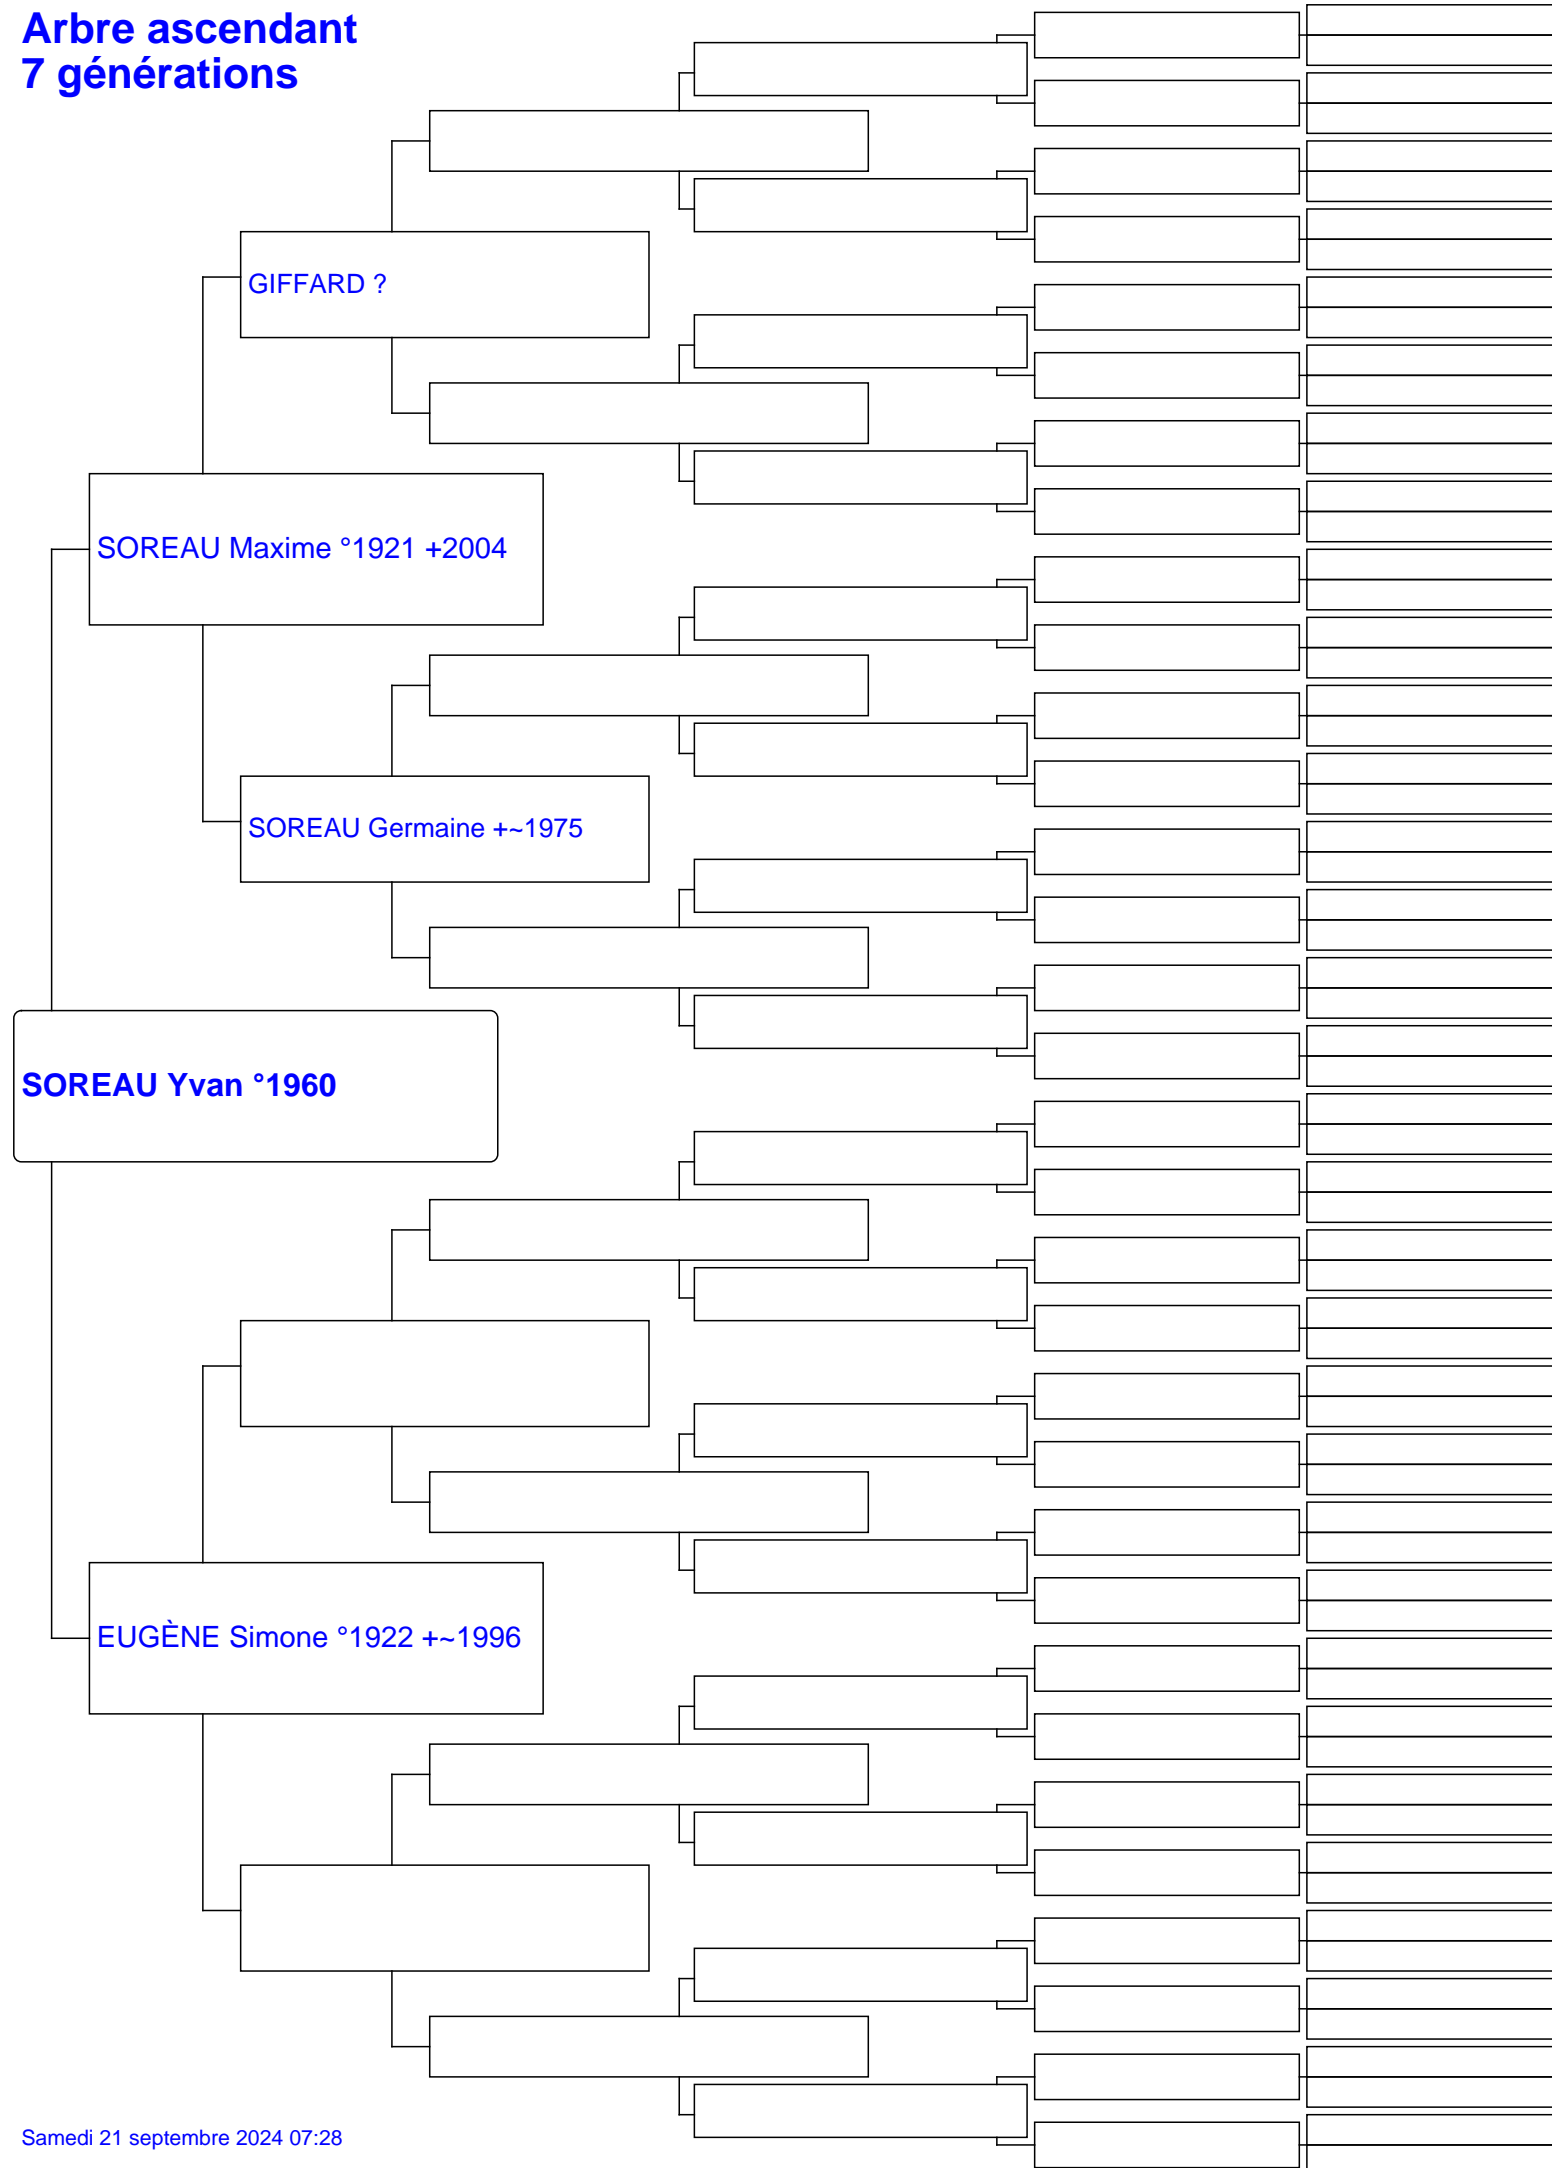 Arbre ascendant
7 générations
GIFFARD ?
SOREAU Maxime °1921 +2004
SOREAU Germaine +~1975
SOREAU Yvan °1960
EUGÈNE Simone °1922 +~1996
Samedi 21 septembre 2024 07:28